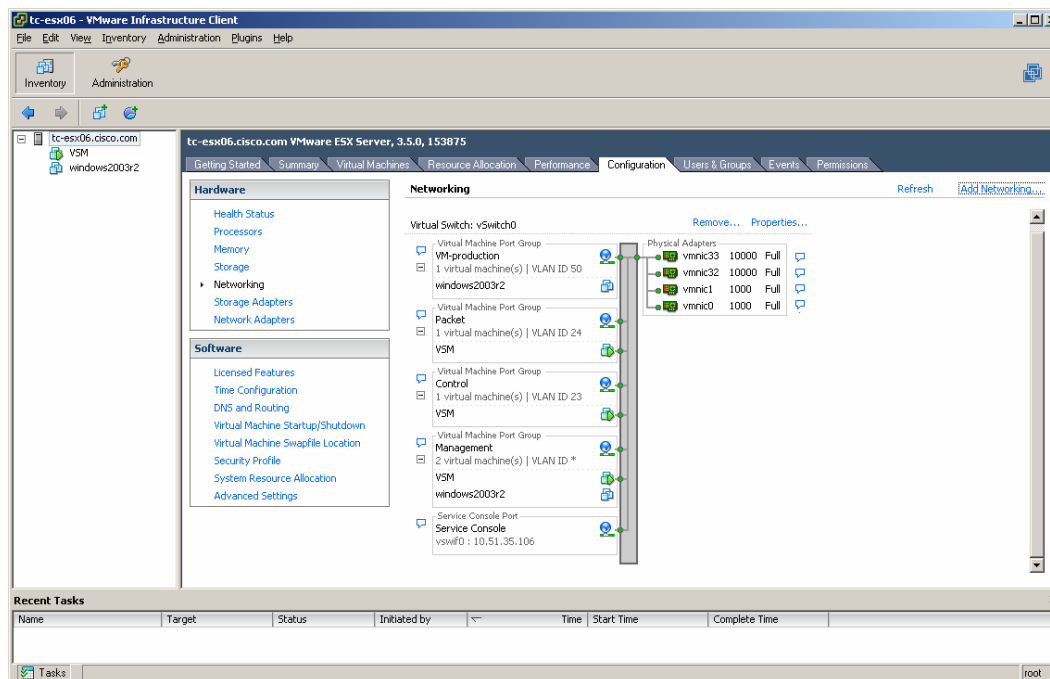 tc-esx06 - VMware Infrastructure Client
File Edit View Inventory Administration Plugins Help
Inventory Administration
tc-esx06.cisco.com
VSM
windows2003r2
tc-esx06.cisco.com VMware ESX Server, 3.5.0, 153875
Getting Started Summary Virtual Machines Resource Allocation Performance Configuration Users & Groups Events Permissions
Hardware
Health Status
Processors
Memory
Storage
Networking
Storage Adapters
Network Adapters
Software
Licensed Features
Time Configuration
DNS and Routing
Virtual Machine Startup/Shutdown
Virtual Machine Swapfile Location
Security Profile
System Resource Allocation
Advanced Settings
Networking Refresh Add Networking...
Virtual Switch: vSwitch0 Remove... Properties...
Virtual Machine Port Group
VM-production
1 virtual machine(s) | VLAN ID 50
windows2003r2
Virtual Machine Port Group
Packet
1 virtual machine(s) | VLAN ID 24
VSM
Virtual Machine Port Group
Control
1 virtual machine(s) | VLAN ID 23
VSM
Virtual Machine Port Group
Management
2 virtual machine(s) | VLAN ID *
VSM
windows2003r2
Service Console Port
Service Console
vswif0 : 10.51.35.106
Physical Adapters
vmnic33 10000 Full
vmnic32 10000 Full
vmnic1 1000 Full
vmnic0 1000 Full
Recent Tasks
Name Target Status Initiated by Time Start Time Complete Time
Tasks root